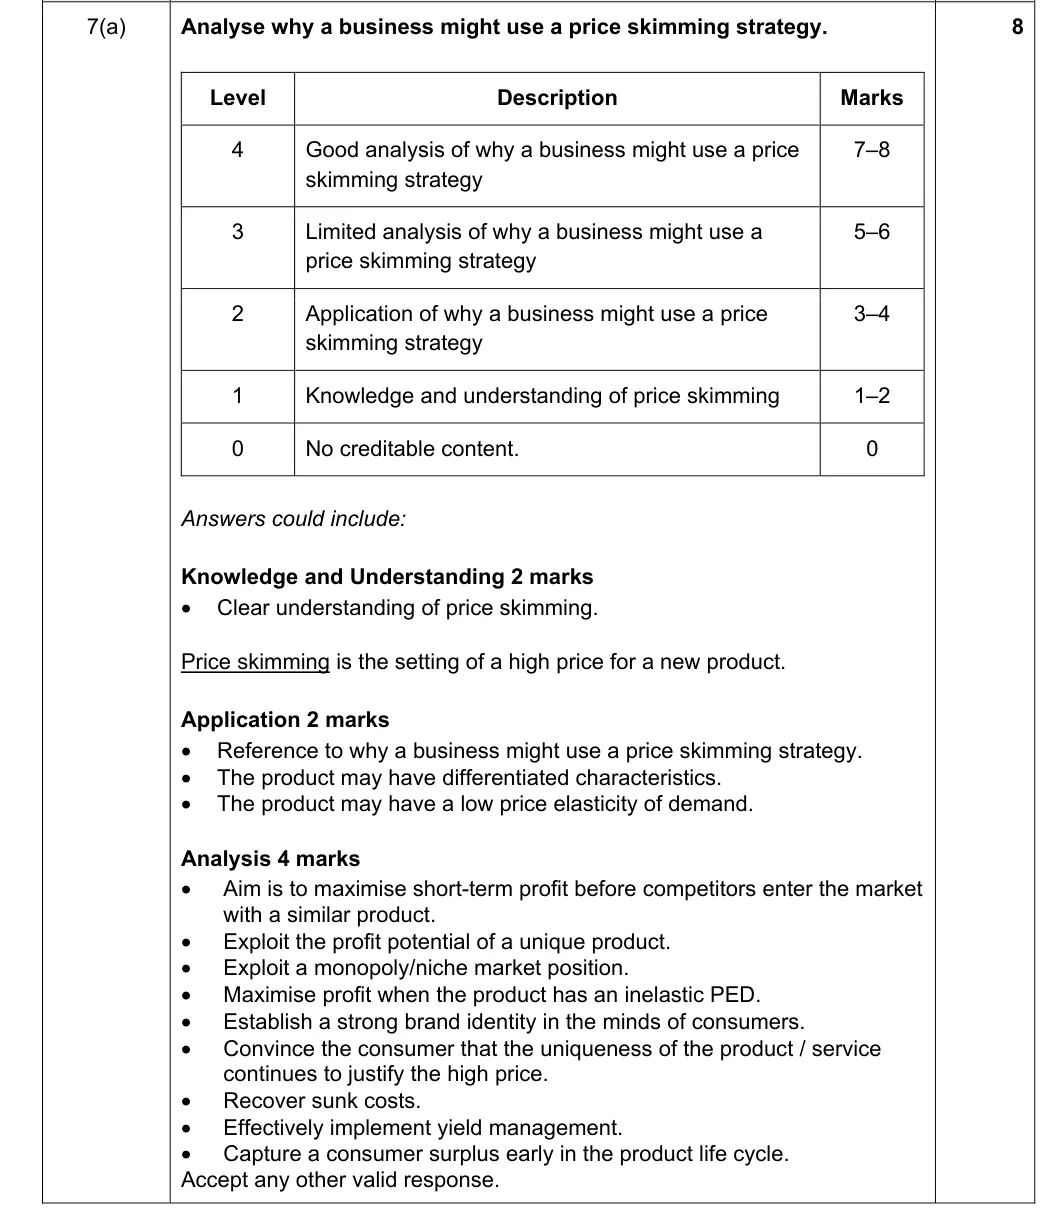 7(a) Analyse why a business might use a price skimming strategy. 8
Level Description Marks
4 Good analysis of why a business might use a price 7–8
skimming strategy
3 Limited analysis of why a business might use a 5–6
price skimming strategy
2 Application of why a business might use a price 3–4
skimming strategy
1 Knowledge and understanding of price skimming 1–2
0 No creditable content. 0
Answers could include:
Knowledge and Understanding 2 marks
• Clear understanding of price skimming.
Price skimming is the setting of a high price for a new product.
Application 2 marks
• Reference to why a business might use a price skimming strategy.
• The product may have differentiated characteristics.
• The product may have a low price elasticity of demand.
Analysis 4 marks
• Aim is to maximise short-term profit before competitors enter the market
with a similar product.
• Exploit the profit potential of a unique product.
• Exploit a monopoly/niche market position.
• Maximise profit when the product has an inelastic PED.
• Establish a strong brand identity in the minds of consumers.
• Convince the consumer that the uniqueness of the product / service
continues to justify the high price.
• Recover sunk costs.
• Effectively implement yield management.
• Capture a consumer surplus early in the product life cycle.
Accept any other valid response.